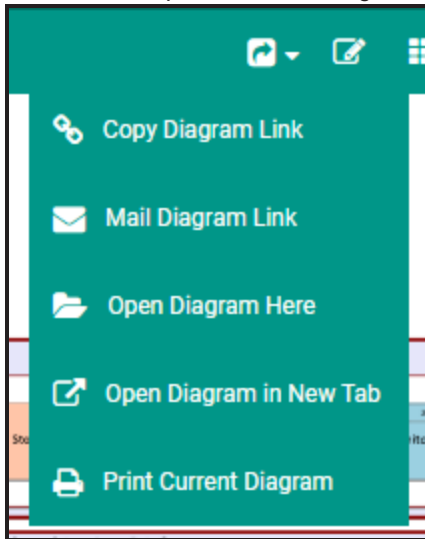 Copy Diagram Link
Mail Diagram Link
Open Diagram Here
Open Diagram in New Tab
Print Current Diagram